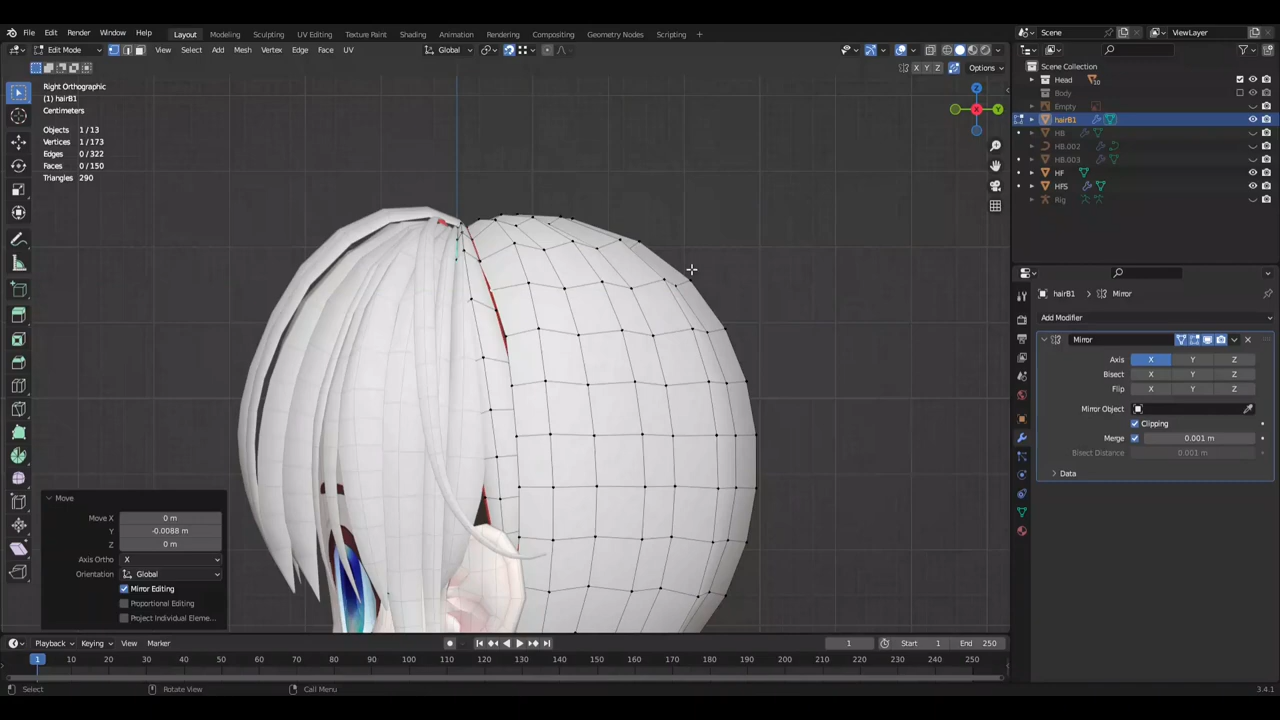 File Edit Render Window Help Layout Modeling Sculpting UV Editing Texture Paint Shading Animation Rendering Compositing Geometry Nodes Scripting + Scene ViewLayer
Edit Mode View Select Add Mesh Vertex Edge Face UV Global
X Y Z Options
Right Orthographic
(1) hairB1
Centimeters
Objects 1/13
Vertices 1/173
Edges 0/322
Faces 0/150
Triangles 290
Z
X
Y
Scene Collection
Head 10
Body
Empty
hairB1
HB
HB.002
HB.003
HF
HFS
Rig
hairB1 > Mirror
Add Modifier
Mirror
Axis X Y Z
Bisect X Y Z
Flip X Y Z
Mirror Object
Clipping
Merge 0.001 m
Bisect Distance 0.001 m
Data
Move
Move X 0 m
Y -0.0088 m
Z 0 m
Axis Ortho X
Orientation Global
Mirror Editing
Proportional Editing
Project Individual Eleme...
Playback Keying View Marker 1 Start 1 End 250
1 10 20 30 40 50 60 70 80 90 100 110 120 130 140 150 160 170 180 190 200 210 220 230 240 250
Select Rotate View Call Menu 3.4.1